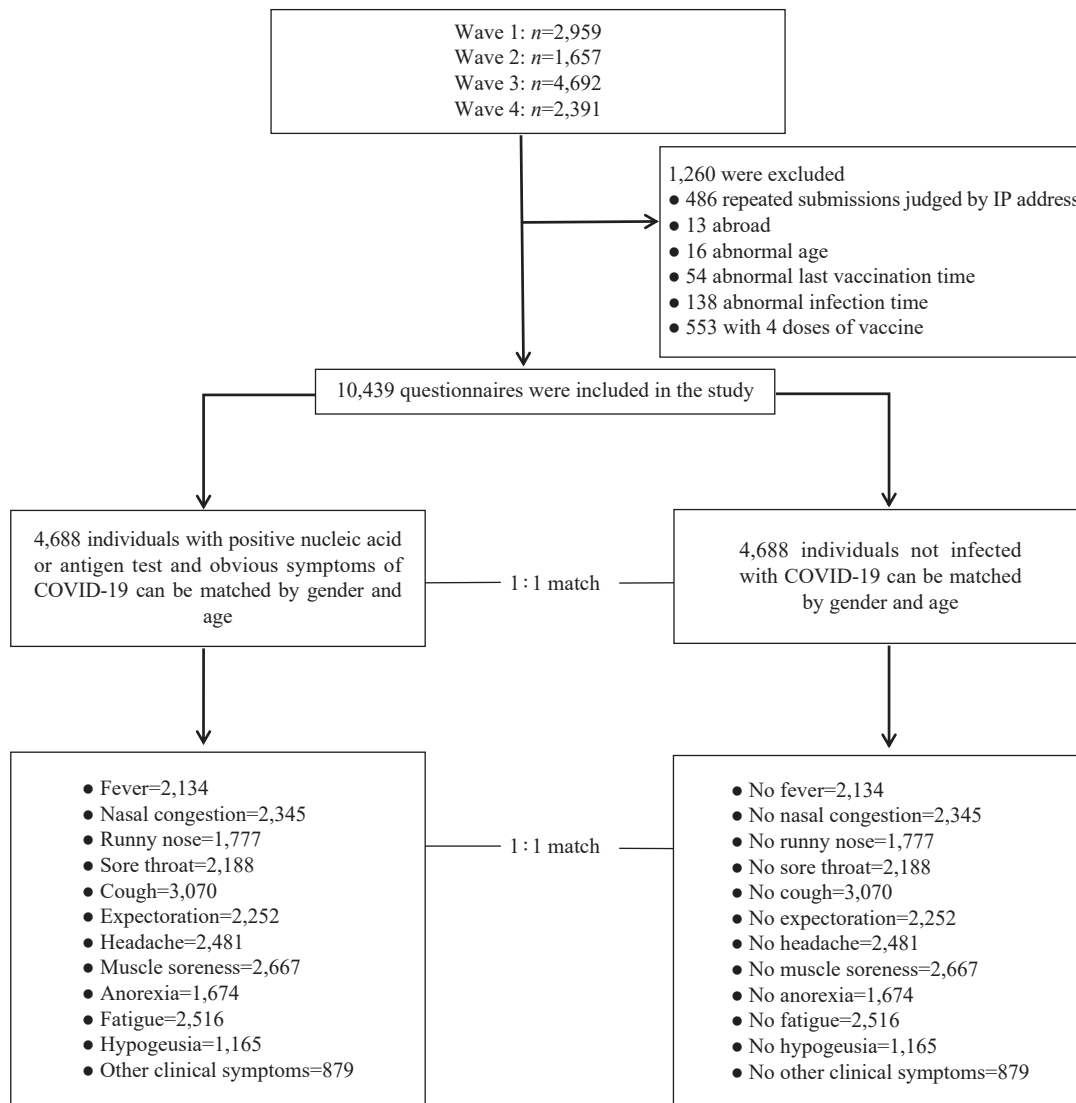 Wave 1: n=2,959
Wave 2: n=1,657
Wave 3: n=4,692
Wave 4: n=2,391
1,260 were excluded
● 486 repeated submissions judged by IP address
● 13 abroad
● 16 abnormal age
● 54 abnormal last vaccination time
● 138 abnormal infection time
● 553 with 4 doses of vaccine
10,439 questionnaires were included in the study
4,688 individuals with positive nucleic acid
or antigen test and obvious symptoms of
COVID-19 can be matched by gender and
age
1∶1 match
4,688 individuals not infected
with COVID-19 can be matched
by gender and age
● Fever=2,134
● Nasal congestion=2,345
● Runny nose=1,777
● Sore throat=2,188
● Cough=3,070
● Expectoration=2,252
● Headache=2,481
● Muscle soreness=2,667
● Anorexia=1,674
● Fatigue=2,516
● Hypogeusia=1,165
● Other clinical symptoms=879
1∶1 match
● No fever=2,134
● No nasal congestion=2,345
● No runny nose=1,777
● No sore throat=2,188
● No cough=3,070
● No expectoration=2,252
● No headache=2,481
● No muscle soreness=2,667
● No anorexia=1,674
● No fatigue=2,516
● No hypogeusia=1,165
● No other clinical symptoms=879